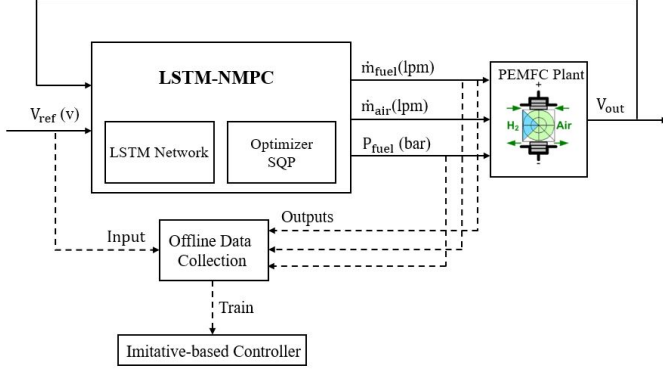 LSTM-NMPC
ṁfuel(lpm)
PEMFC Plant
+
Vref (v)
ṁair(lpm)
H2
Air
Vout
LSTM Network
Optimizer
SQP
Pfuel (bar)
-
Outputs
Input
Offline Data
Collection
Train
Imitative-based Controller